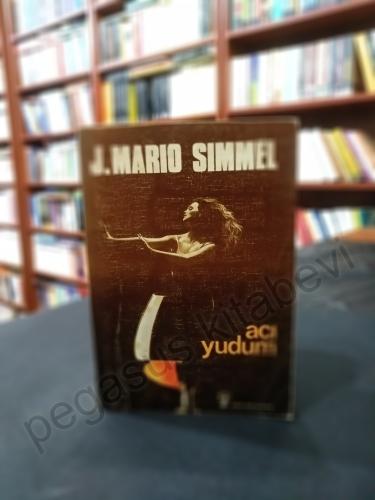 J. MARIO SIMMEL
acı
yudum
pegasus kitabevi